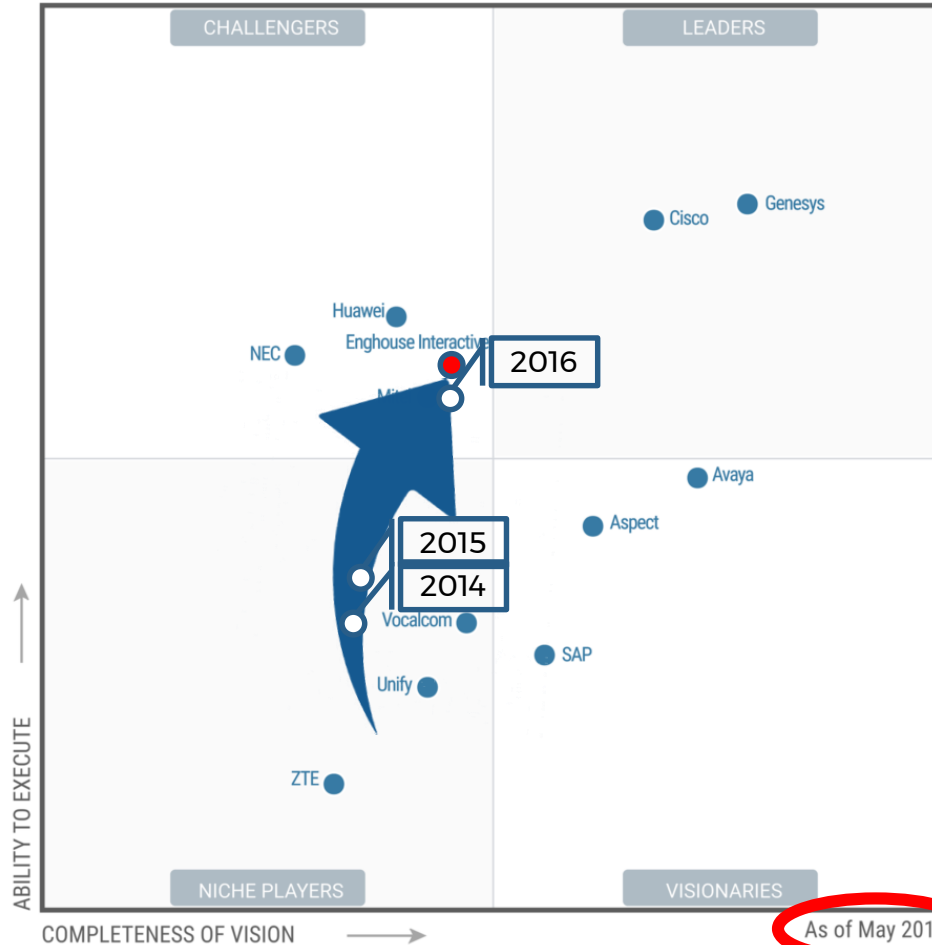 CHALLENGERS
LEADERS
Genesys
Cisco
Huawei
Enghouse Interactive
NEC
2016
Avaya
Aspect
2015
2014
Vocalcom
SAP
Unify
ZTE
ABILITY TO EXECUTE
NICHE PLAYERS
VISIONARIES
COMPLETENESS OF VISION
As of May